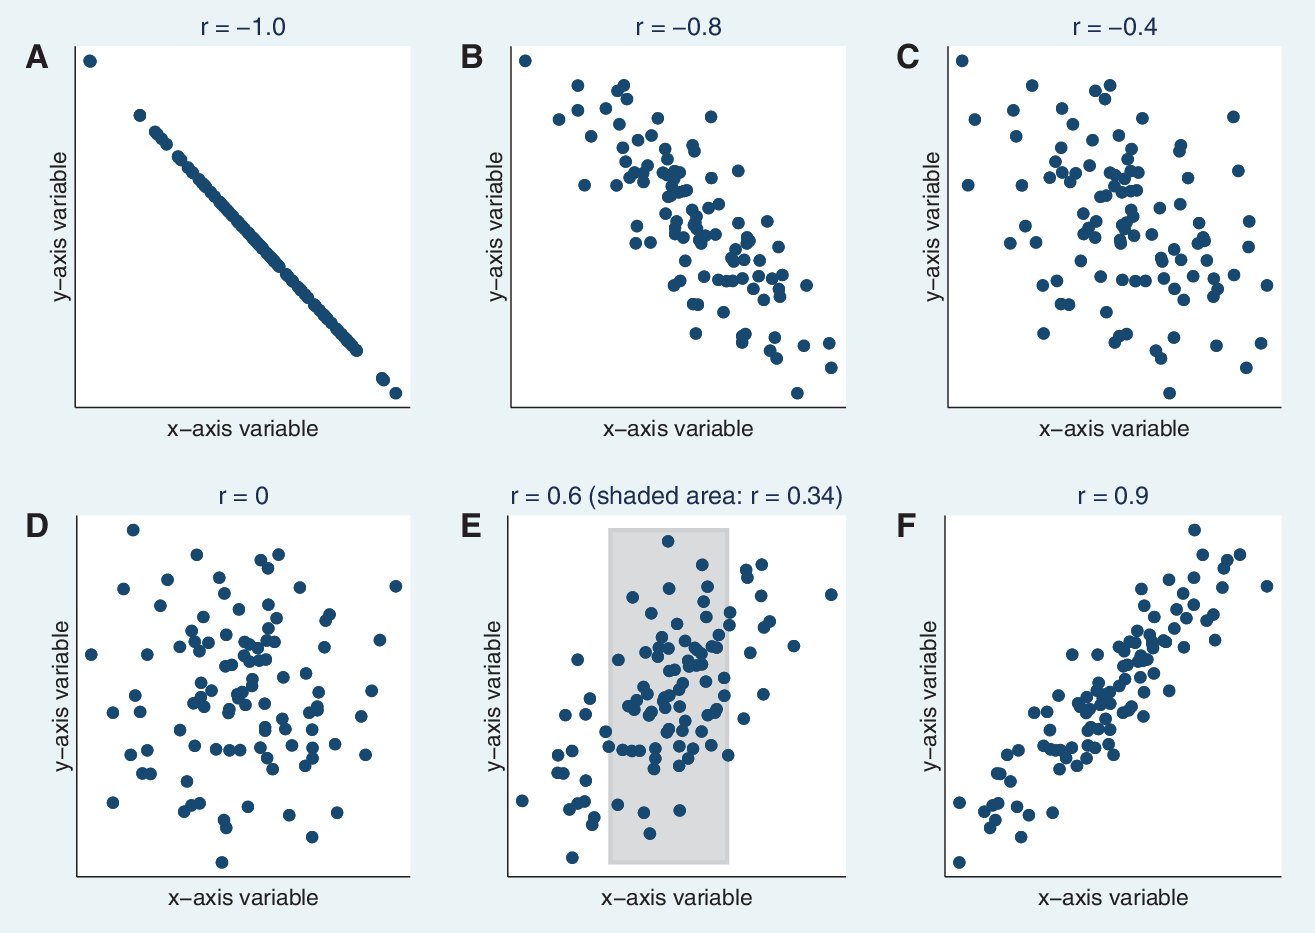 A
r = −1.0
y−axis variable
x−axis variable
B
r = −0.8
y−axis variable
x−axis variable
C
r = −0.4
y−axis variable
x−axis variable
D
r = 0
y−axis variable
x−axis variable
E
r = 0.6 (shaded area: r = 0.34)
y−axis variable
x−axis variable
F
r = 0.9
y−axis variable
x−axis variable